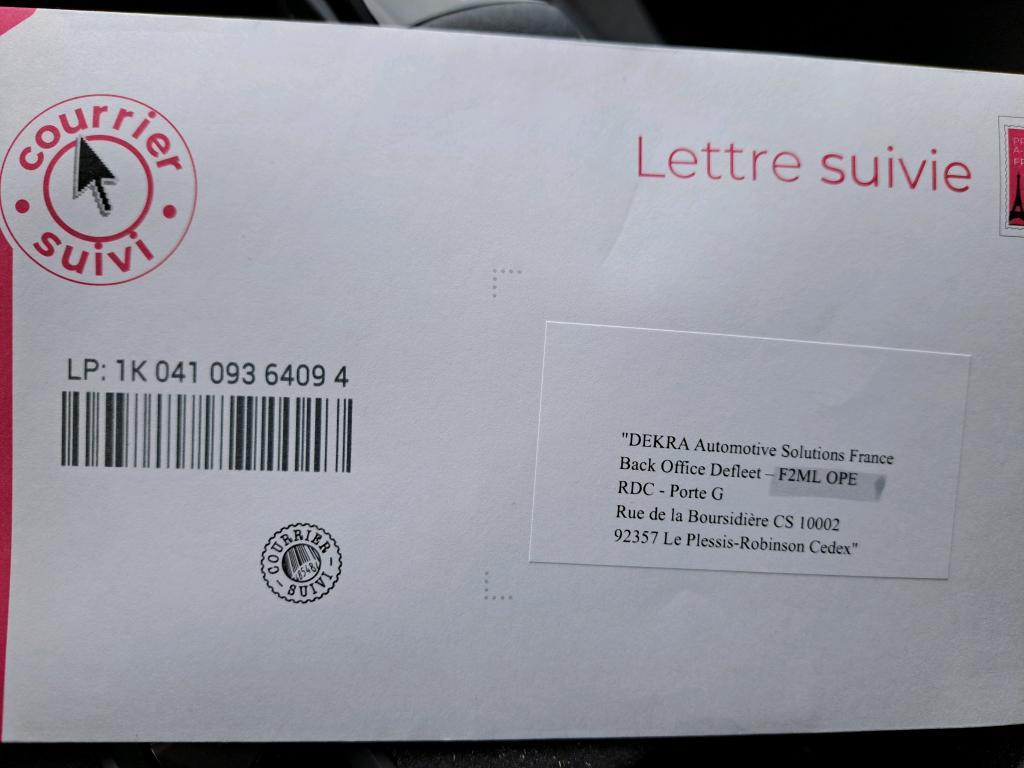 courrier
suivi
Lettre suivie
LP: 1K 041 093 6409 4
COURRIER
SUIVI
"DEKRA Automotive Solutions France
Back Office Defleet – F2ML OPE
RDC - Porte G
Rue de la Boursidière CS 10002
92357 Le Plessis-Robinson Cedex"